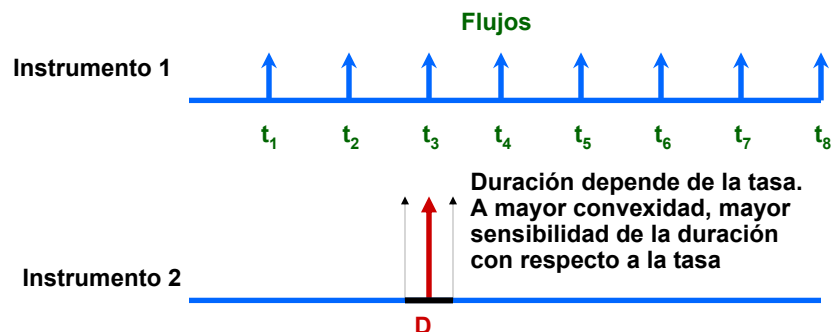 Flujos
Instrumento 1
t1 t2 t3 t4 t5 t6 t7 t8
Duración depende de la tasa.
A mayor convexidad, mayor
sensibilidad de la duración
con respecto a la tasa
Instrumento 2
D